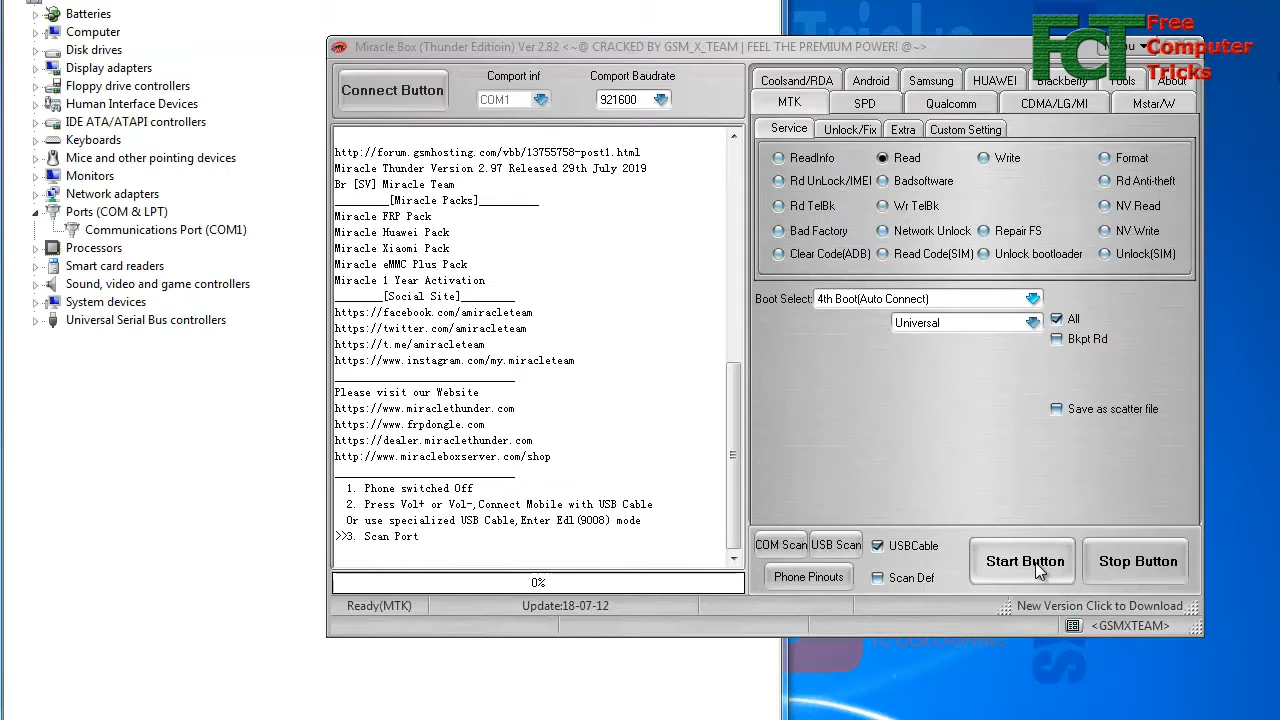 Batteries
Computer
Disk drives
Display adapters
Floppy drive controllers
Human Interface Devices
IDE ATA/ATAPI controllers
Keyboards
Mice and other pointing devices
Monitors
Network adapters
Ports (COM & LPT)
Communications Port (COM1)
Processors
Smart card readers
Sound, video and game controllers
System devices
Universal Serial Bus controllers
Miracle Box (Thunder Edition) Ver 2.82 <~@ CRACKED BY GSM_X_TEAM | FEEL THE PREMIUM POWER! @~>
FCT
Free
Computer
Tricks
Connect Button
Comport in
Comport Baudrate
COM1
921600
http://forum.gsmhosting.com/vbb/13755758-post1.html
Miracle Thunder Version 2.97 Released 29th July 2019
Br [SV] Miracle Team
_______[Miracle Packs]_______
Miracle FRP Pack
Miracle Huawei Pack
Miracle Xiaomi Pack
Miracle eMMC Plus Pack
Miracle 1 Year Activation
______[Social Site]______
https://facebook.com/amiracleteam
https://twitter.com/amiracleteam
https://t.me/amiracleteam
https://www.instagram.com/my.miracleteam
Please visit our Website
https://www.miraclethunder.com
https://www.frpdongle.com
https://dealer.miraclethunder.com
http://www.miracleboxserver.com/shop
1. Phone switched Off
2. Press Vol+ or Vol-,Connect Mobile with USB Cable
Or use specialized USB Cable,Enter Edl(9008) mode
>>3. Scan Port
0%
Coosand/RDA
Android
Samsung
HUAWEI
Blackberry
Tools
About
MTK
SPD
Qualcomm
CDMA/LG/MI
Mstar/W
Service
Unlock/Fix
Extra
Custom Setting
ReadInfo
Read
Write
Format
Rd UnLock/IMEI
Badsoftware
Rd Anti-theft
Rd TelBk
Wr TelBk
NV Read
Bad Factory
Network Unlock
Repair FS
NV Write
Clear Code(ADB)
Read Code(SIM)
Unlock bootloader
Unlock(SIM)
Boot Select:
4th Boot(Auto Connect)
Universal
All
Bkpt Rd
Save as scatter file
COM Scan
USB Scan
USBCable
Start Button
Stop Button
Phone Pinouts
Scan Def
Ready(MTK)
Update:18-07-12
New Version Click to Download
<GSMXTEAM>